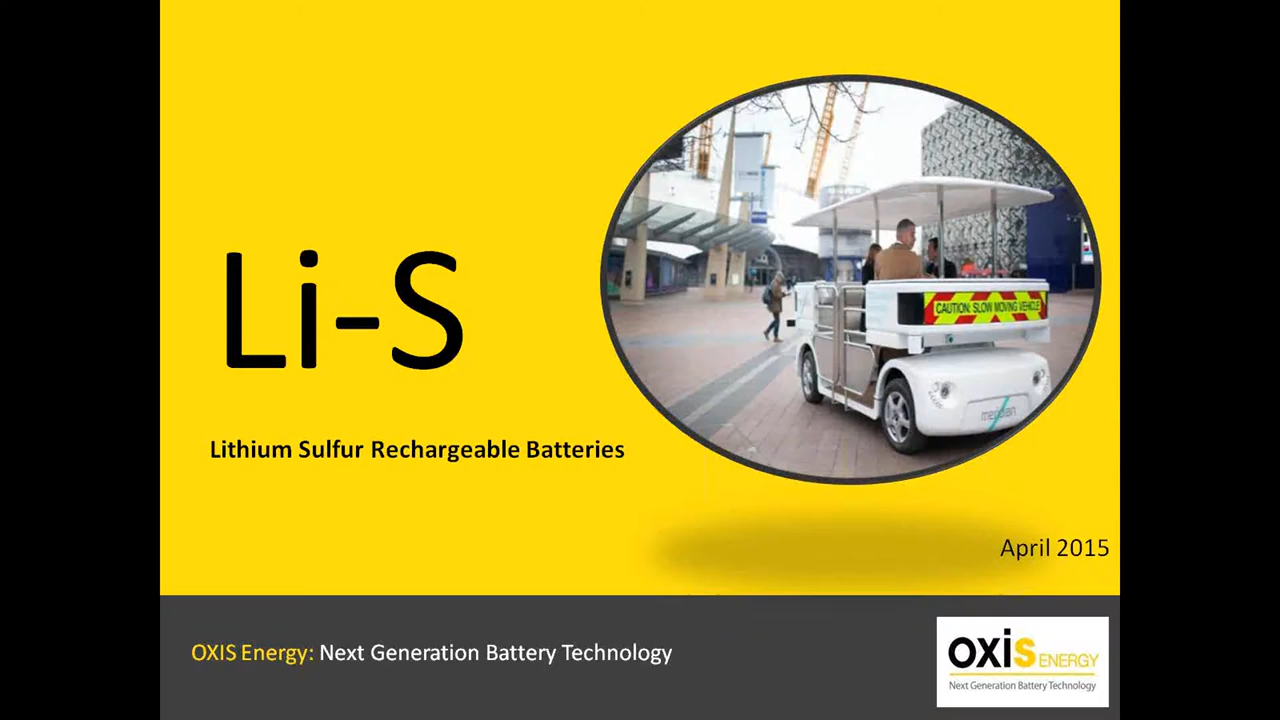 Li-S
Lithium Sulfur Rechargeable Batteries
CAUTION: SLOW MOVING VEHICLE
meridian
April 2015
OXIS Energy: Next Generation Battery Technology
OXIS ENERGY
Next Generation Battery Technology